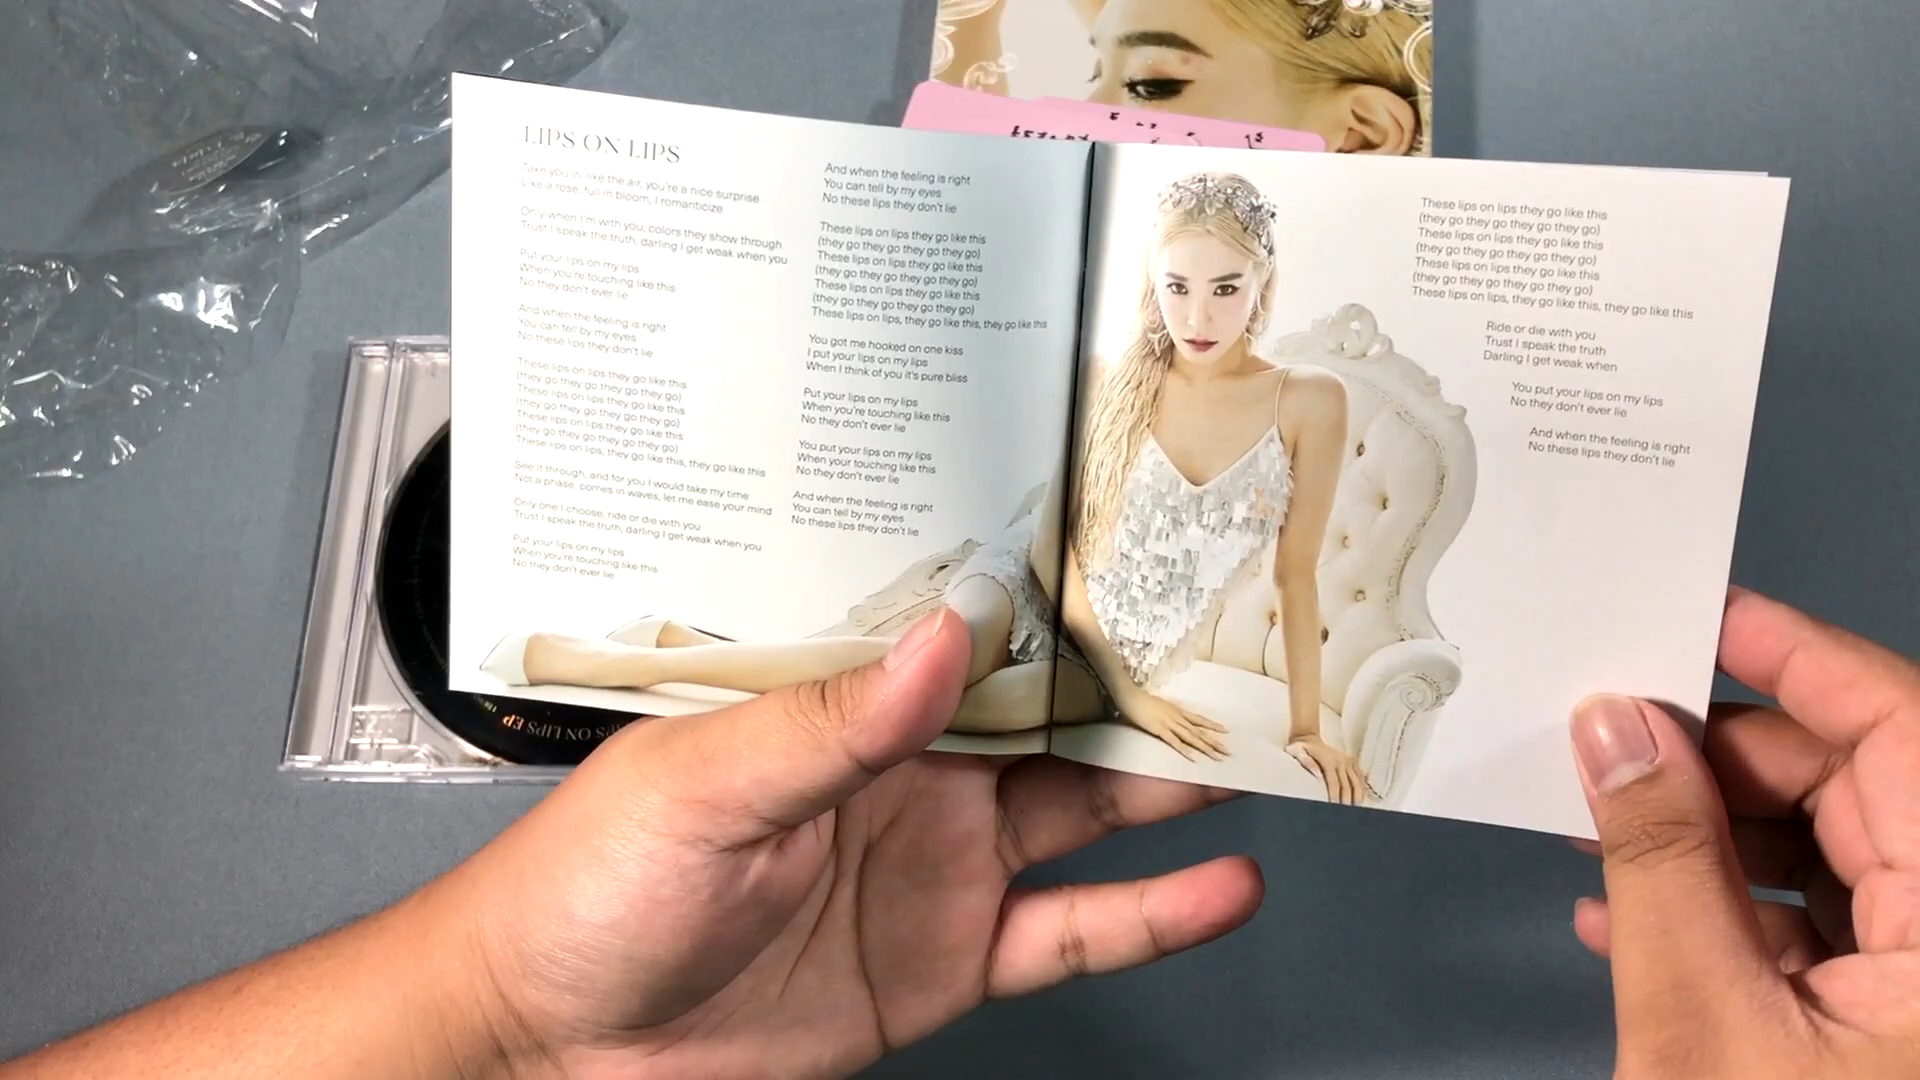 LIPS ON LIPS
Take you in, like the air, you're a nice surprise
Like a rose, full in bloom, I romanticize
Only when I'm with you, colors they show through
Trust I speak the truth, darling I get weak when you
Put your lips on my lips
When you're touching like this
No they don't ever lie
And when the feeling is right
You can tell by my eyes
No these lips they don't lie
These lips on lips they go like this
(they go they go they go they go)
These lips on lips they go like this
(they go they go they go they go)
These lips on lips they go like this
(they go they go they go they go)
These lips on lips, they go like this, they go like this
See it through, and for you I would take my time
Not a phase, comes in waves, let me ease your mind
Only one I choose, ride or die with you
Trust I speak the truth, darling I get weak when you
Put your lips on my lips
When you're touching like this
No they don't ever lie
And when the feeling is right
You can tell by my eyes
No these lips they don't lie
These lips on lips they go like this
(they go they go they go they go)
These lips on lips they go like this
(they go they go they go they go)
These lips on lips they go like this
(they go they go they go they go)
These lips on lips, they go like this, they go like this
You got me hooked on one kiss
I put your lips on my lips
When I think of you it's pure bliss
Put your lips on my lips
When you're touching like this
No they don't ever lie
You put your lips on my lips
When your touching like this
No they don't ever lie
And when the feeling is right
You can tell by my eyes
No these lips they don't lie
These lips on lips they go like this
(they go they go they go they go)
These lips on lips they go like this
(they go they go they go they go)
These lips on lips they go like this
(they go they go they go they go)
These lips on lips, they go like this, they go like this
Ride or die with you
Trust I speak the truth
Darling I get weak when
You put your lips on my lips
No they don't ever lie
And when the feeling is right
No these lips they don't lie
ON LIPS EP